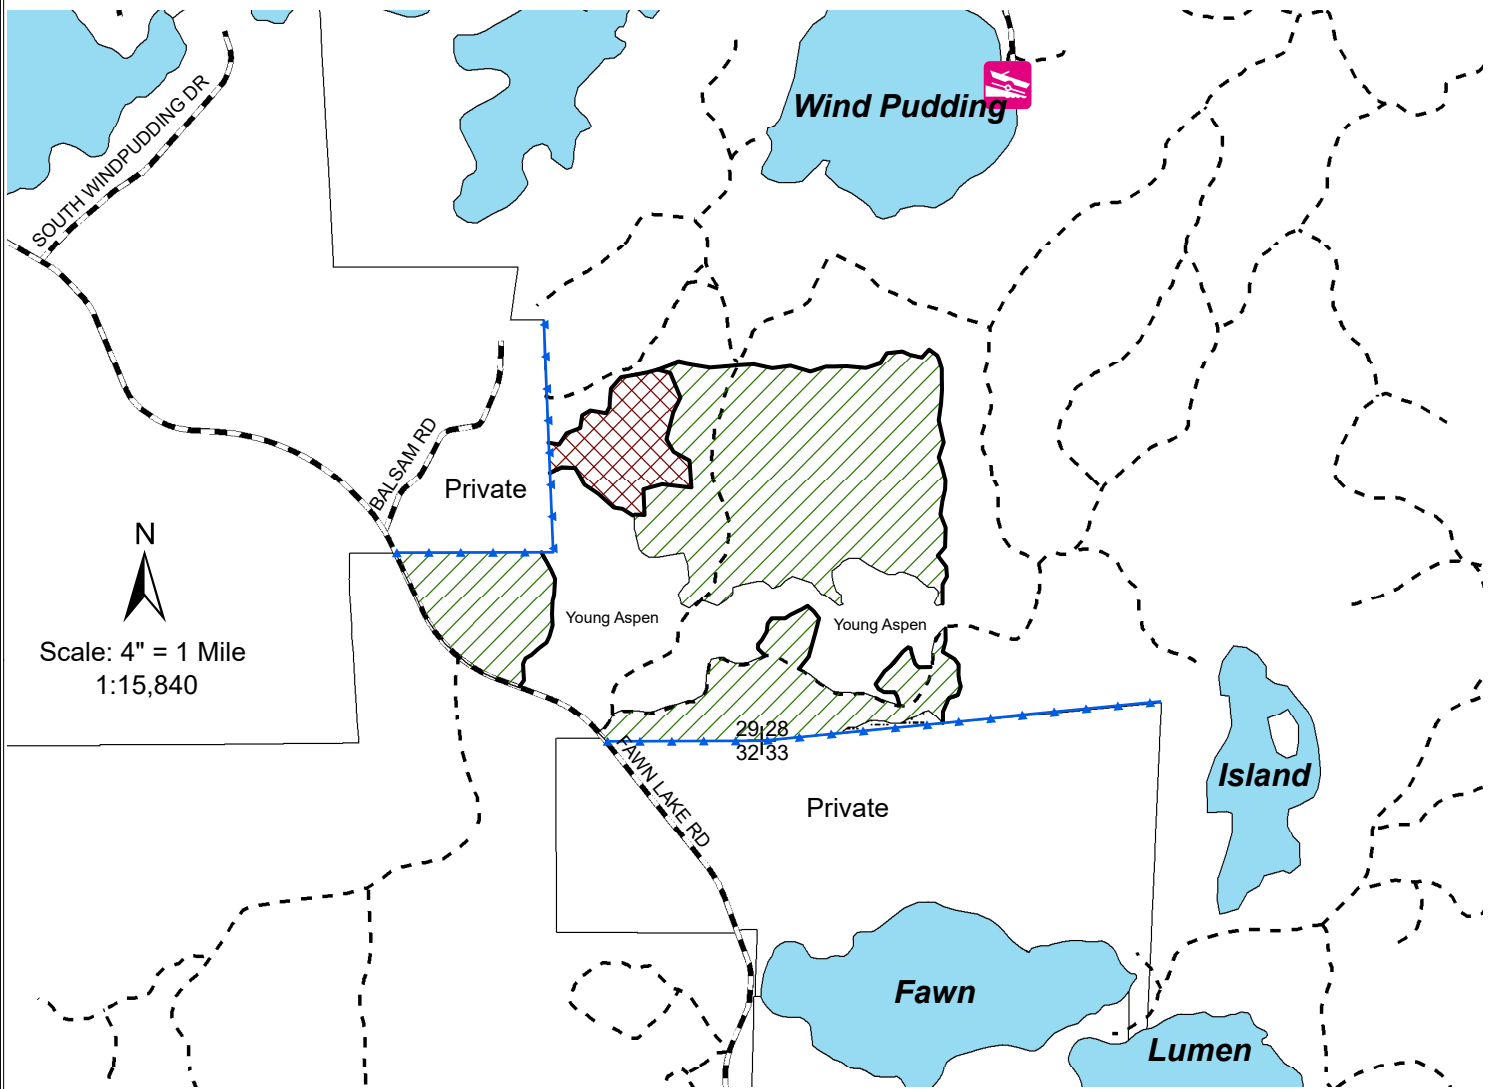 Wind Pudding
SOUTH WINDPUDDING DR
BALSAM RD
Private
N
Young Aspen
Young Aspen
Scale: 4" = 1 Mile
1:15,840
29 28
32 33
FAWN LAKE RD
Island
Private
Fawn
Lumen